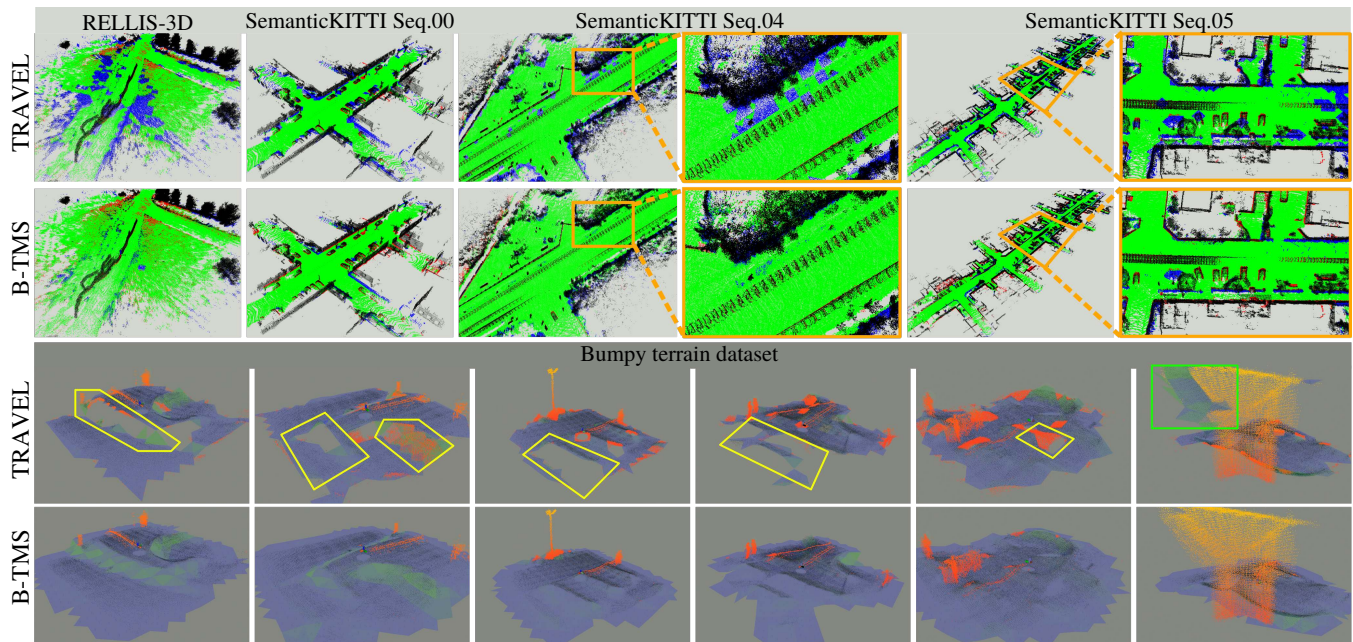 RELLIS-3D
SemanticKITTI Seq.00
SemanticKITTI Seq.04
SemanticKITTI Seq.05
TRAVEL
B-TMS
Bumpy terrain dataset
TRAVEL
B-TMS